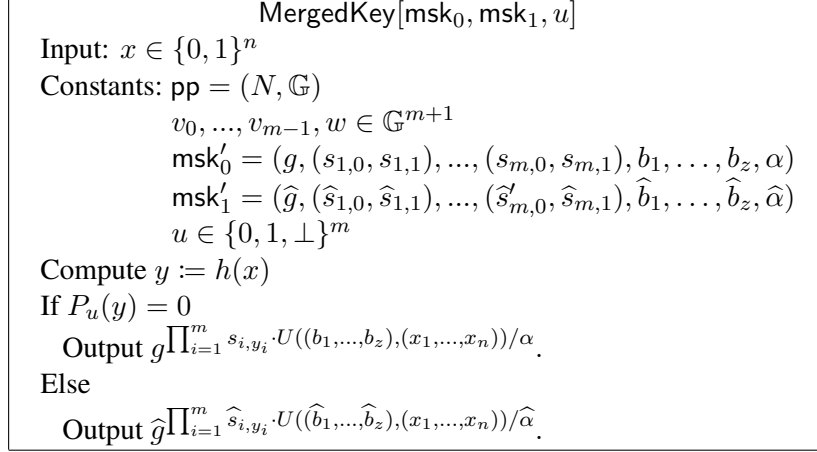 MergedKey[msk₀, msk₁, u]
Input: x ∈ {0, 1}ⁿ
Constants: pp = (N, 𝔾)
v₀, ..., v_{m−1}, w ∈ 𝔾^{m+1}
msk′₀ = (g, (s_{1,0}, s_{1,1}), ..., (s_{m,0}, s_{m,1}), b₁, . . . , b_z, α)
msk′₁ = (ĝ, (ŝ_{1,0}, ŝ_{1,1}), ..., (ŝ′_{m,0}, ŝ_{m,1}), b̂₁, . . . , b̂_z, α̂)
u ∈ {0, 1, ⊥}^m
Compute y := h(x)
If P_u(y) = 0
Output g^{∏_{i=1}^{m} s_{i,y_i}·U((b₁,...,b_z),(x₁,...,x_n))/α}.
Else
Output ĝ^{∏_{i=1}^{m} ŝ_{i,y_i}·U((b̂₁,...,b̂_z),(x₁,...,x_n))/α̂}.